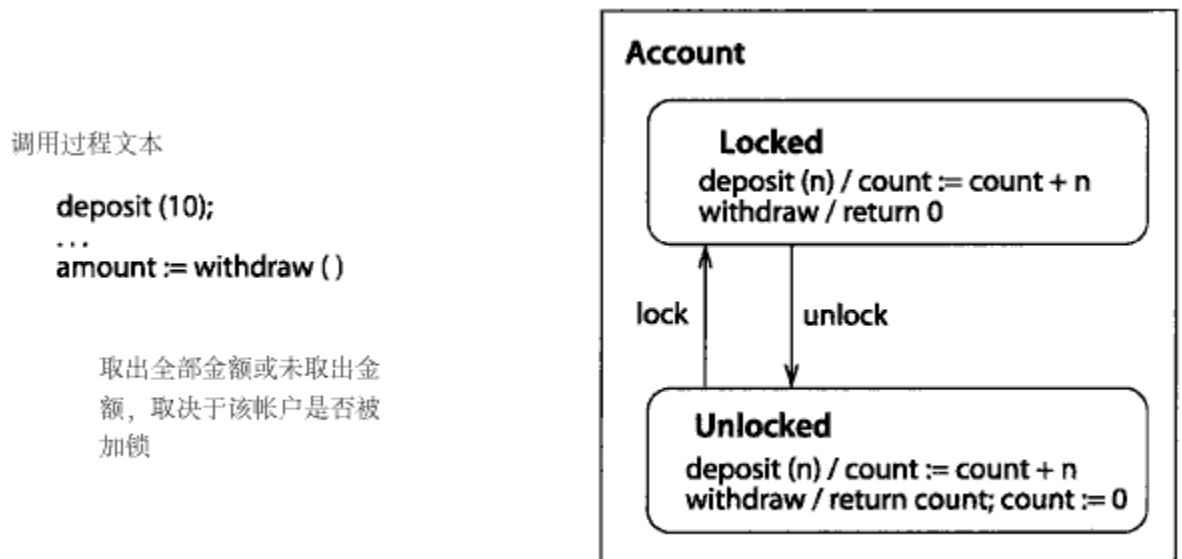 调用过程文本
deposit (10);
...
amount := withdraw ( )
取出全部金额或未取出金
额，取决于该帐户是否被
加锁
Account
Locked
deposit (n) / count := count + n
withdraw / return 0
lock
unlock
Unlocked
deposit (n) / count := count + n
withdraw / return count; count := 0